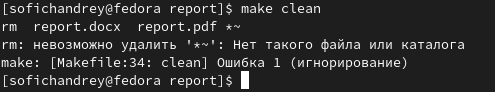 [sofichandrey@fedora report]$ make clean
rm  report.docx  report.pdf *~
rm: невозможно удалить '*~': Нет такого файла или каталога
make: [Makefile:34: clean] Ошибка 1 (игнорирование)
[sofichandrey@fedora report]$